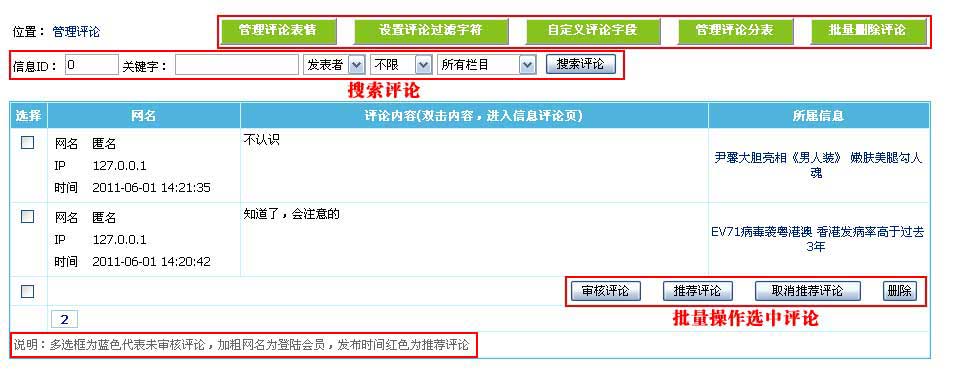 位置： 管理评论
管理评论表情
设置评论过滤字符
自定义评论字段
管理评论分表
批量删除评论
信息ID： 0 关键字： 发表者 不限 所有栏目 搜索评论
搜索评论
选择 网名 评论内容(双击内容，进入信息评论页) 所属信息
网名 匿名
IP 127.0.0.1
时间 2011-06-01 14:21:35
不认识
尹馨大胆亮相《男人装》 嫩肤美腿勾人
魂
网名 匿名
IP 127.0.0.1
时间 2011-06-01 14:20:42
知道了，会注意的
EV71病毒袭粤港澳 香港发病率高于过去
3年
审核评论 推荐评论 取消推荐评论 删除
批量操作选中评论
2
说明：多选框为蓝色代表未审核评论，加粗网名为登陆会员，发布时间红色为推荐评论